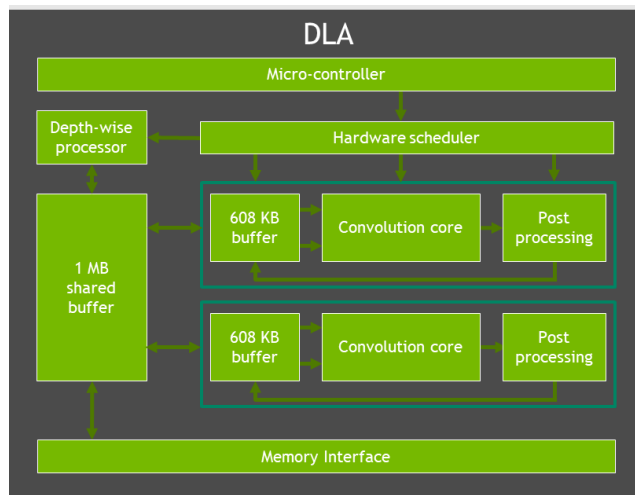 DLA
Micro-controller
Depth-wise
processor
Hardware scheduler
608 KB
buffer
Convolution core
Post
processing
1 MB
shared
buffer
608 KB
buffer
Convolution core
Post
processing
Memory Interface